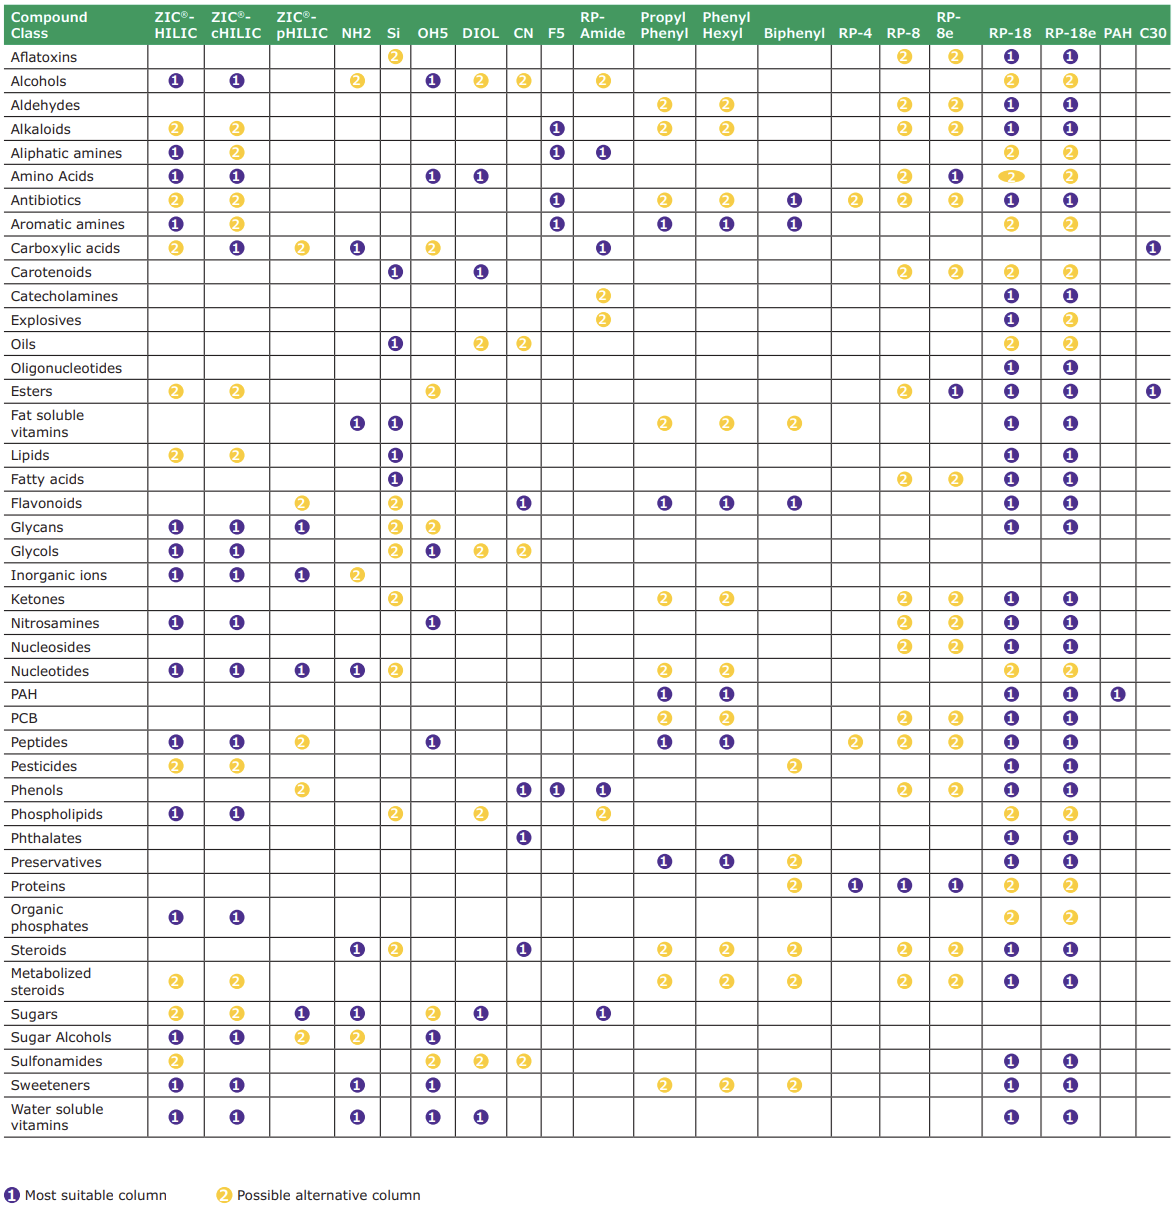 Compound Class ZIC®-HILIC ZIC®-cHILIC ZIC®-pHILIC NH2 Si OH5 DIOL CN F5 RP-Amide Propyl Phenyl Phenyl Hexyl Biphenyl RP-4 RP-8 RP-8e RP-18 RP-18e PAH C30
Aflatoxins 2 2 2 1 1
Alcohols 1 1 2 1 2 2 2 2 2
Aldehydes 2 2 2 2 1 1
Alkaloids 2 2 1 2 2 2 2 1 1
Aliphatic amines 1 2 1 1 2 2
Amino Acids 1 1 1 1 2 1 2 2
Antibiotics 2 2 1 2 2 1 2 2 2 1 1
Aromatic amines 1 2 1 1 1 1 2 2
Carboxylic acids 2 1 2 1 2 1 1
Carotenoids 1 1 2 2 2 2
Catecholamines 2 1 1
Explosives 2 1 2
Oils 1 2 2 2 2
Oligonucleotides 1 1
Esters 2 2 2 2 1 1 1 1
Fat soluble vitamins 1 1 2 2 2 1 1
Lipids 2 2 1 1 1
Fatty acids 1 2 2 1 1
Flavonoids 2 2 1 1 1 1 1 1
Glycans 1 1 1 2 2 1 1
Glycols 1 1 2 1 2 2
Inorganic ions 1 1 1 2
Ketones 2 2 2 2 2 1 1
Nitrosamines 1 1 1 2 2 1 1
Nucleosides 2 2 1 1
Nucleotides 1 1 1 1 2 2 2 2 2
PAH 1 1 1 1 1
PCB 2 2 2 2 1 1
Peptides 1 1 2 1 1 1 2 2 2 1 1
Pesticides 2 2 2 1 1
Phenols 2 1 1 1 2 2 1 1
Phospholipids 1 1 2 2 2 2 2
Phthalates 1 1 1
Preservatives 1 1 2 1 1
Proteins 2 1 1 1 2 2
Organic phosphates 1 1 2 2
Steroids 1 2 1 2 2 2 2 2 1 1
Metabolized steroids 2 2 2 2 2 2 2 1 1
Sugars 2 2 1 1 2 1 1
Sugar Alcohols 1 1 2 2 1
Sulfonamides 2 2 2 2 1 1
Sweeteners 1 1 1 1 2 2 2 1 1
Water soluble vitamins 1 1 1 1 1 1 1
1 Most suitable column 2 Possible alternative column